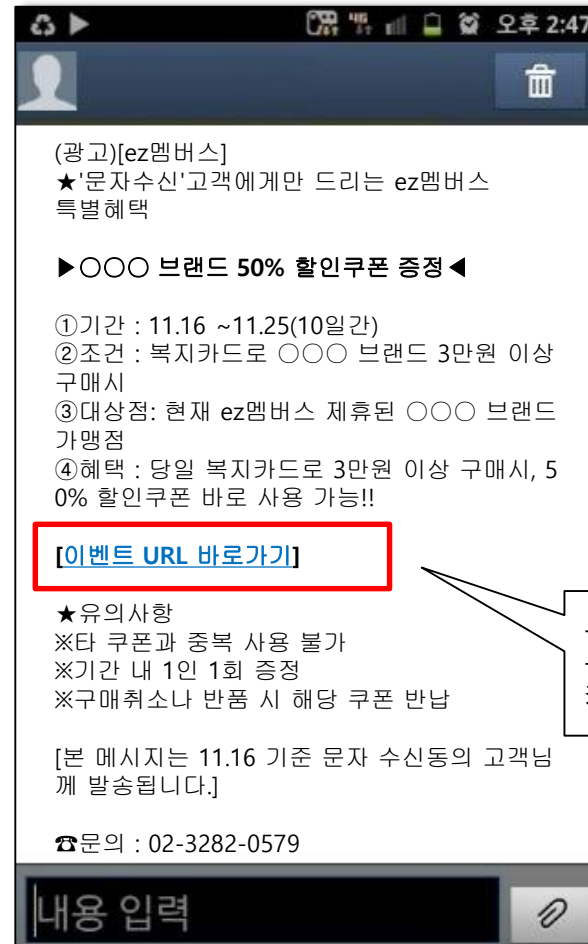 오후 2:47
(광고)[ez멤버스]
★'문자수신'고객에게만 드리는 ez멤버스
특별혜택
▶○○○ 브랜드 50% 할인쿠폰 증정◀
①기간 : 11.16 ~11.25(10일간)
②조건 : 복지카드로 ○○○ 브랜드 3만원 이상
구매시
③대상점: 현재 ez멤버스 제휴된 ○○○ 브랜드
가맹점
④혜택 : 당일 복지카드로 3만원 이상 구매시, 5
0% 할인쿠폰 바로 사용 가능!!
[이벤트 URL 바로가기]
★유의사항
※타 쿠폰과 중복 사용 불가
※기간 내 1인 1회 증정
※구매취소나 반품 시 해당 쿠폰 반납
[본 메시지는 11.16 기준 문자 수신동의 고객님
께 발송됩니다.]
☎문의 : 02-3282-0579
내용 입력